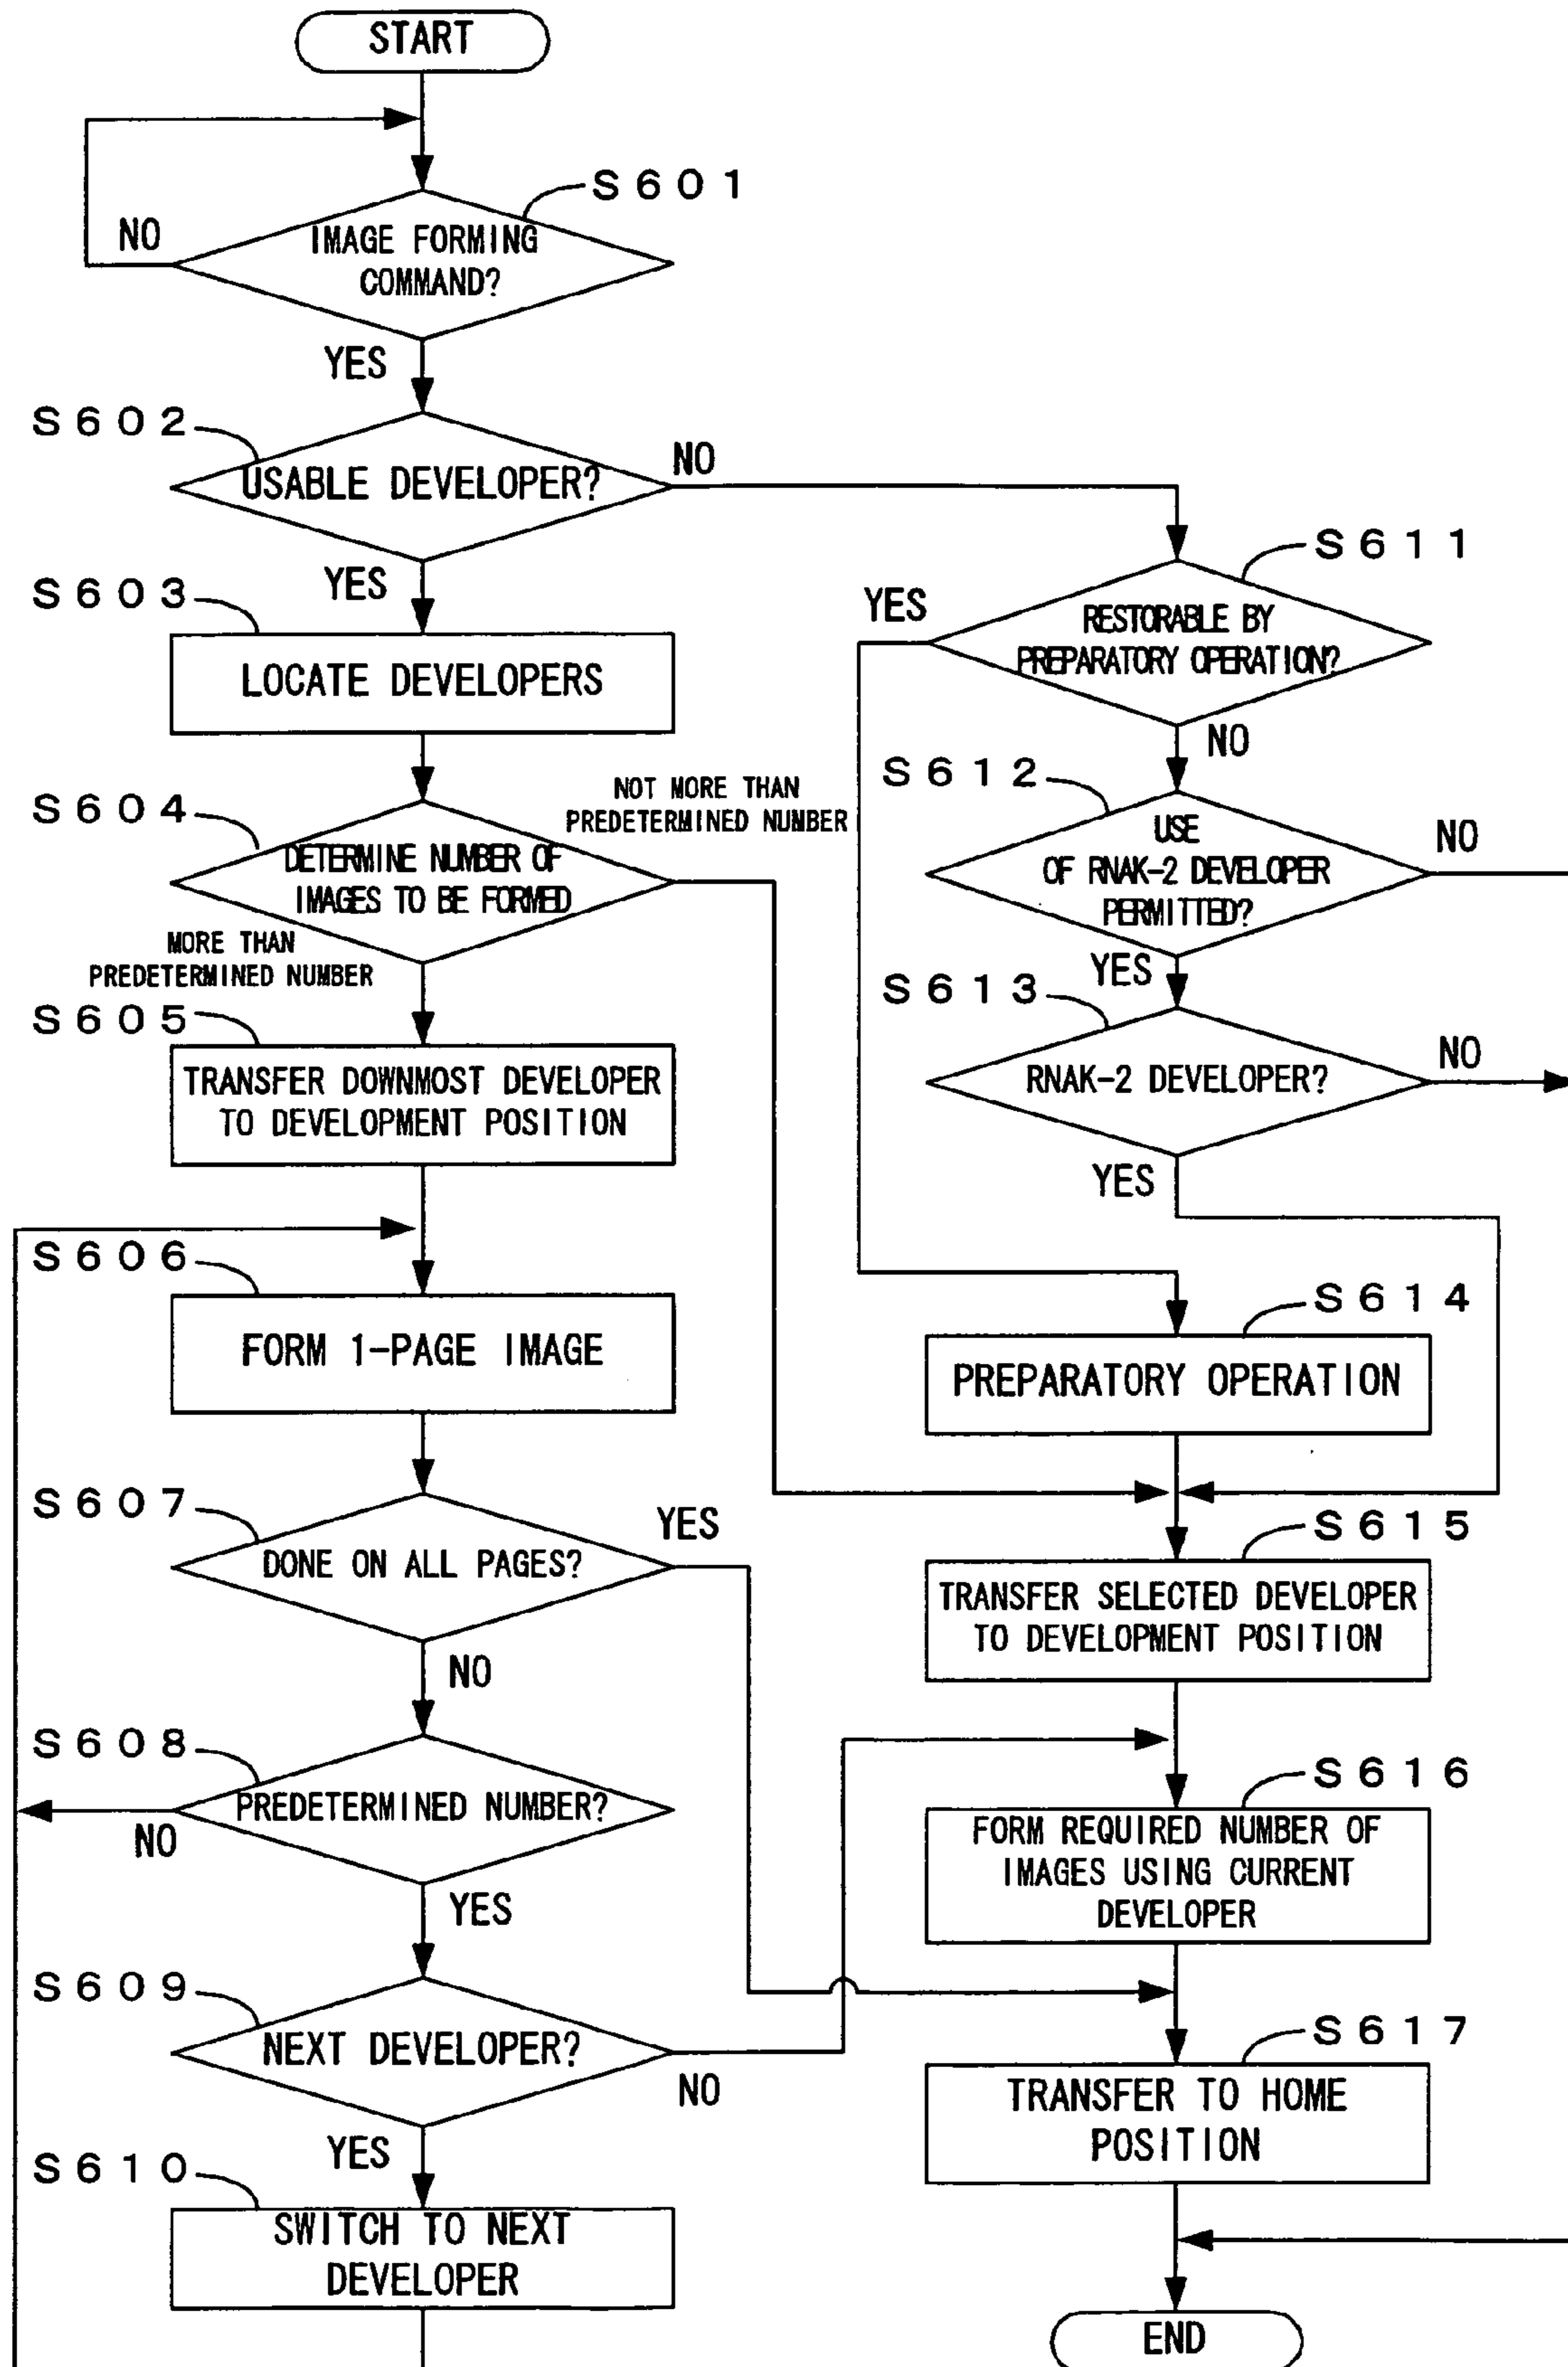 START
S601
NO
IMAGE FORMING
COMMAND?
YES
S602
USABLE DEVELOPER?
NO
YES
S603
LOCATE DEVELOPERS
S604
NOT MORE THAN
PREDETERMINED NUMBER
DETERMINE NUMBER OF
IMAGES TO BE FORMED
MORE THAN
PREDETERMINED NUMBER
S605
TRANSFER DOWNMOST DEVELOPER
TO DEVELOPMENT POSITION
S606
FORM 1-PAGE IMAGE
S607
YES
DONE ON ALL PAGES?
NO
S608
PREDETERMINED NUMBER?
NO
YES
S609
NEXT DEVELOPER?
NO
YES
S610
SWITCH TO NEXT
DEVELOPER
S611
YES
RESTORABLE BY
PREPARATORY OPERATION?
NO
S612
USE
OF RNAK-2 DEVELOPER
PERMITTED?
NO
YES
S613
RNAK-2 DEVELOPER?
NO
YES
S614
PREPARATORY OPERATION
S615
TRANSFER SELECTED DEVELOPER
TO DEVELOPMENT POSITION
S616
FORM REQUIRED NUMBER OF
IMAGES USING CURRENT
DEVELOPER
S617
TRANSFER TO HOME
POSITION
END